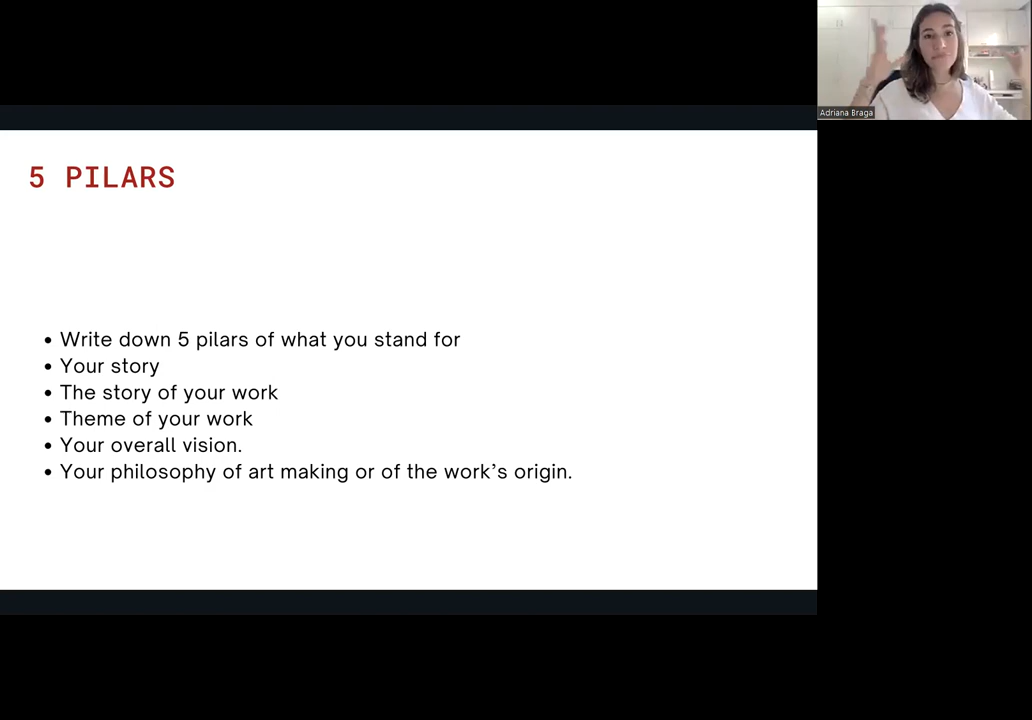 Adriana Braga
5 PILARS
• Write down 5 pilars of what you stand for
• Your story
• The story of your work
• Theme of your work
• Your overall vision.
• Your philosophy of art making or of the work’s origin.